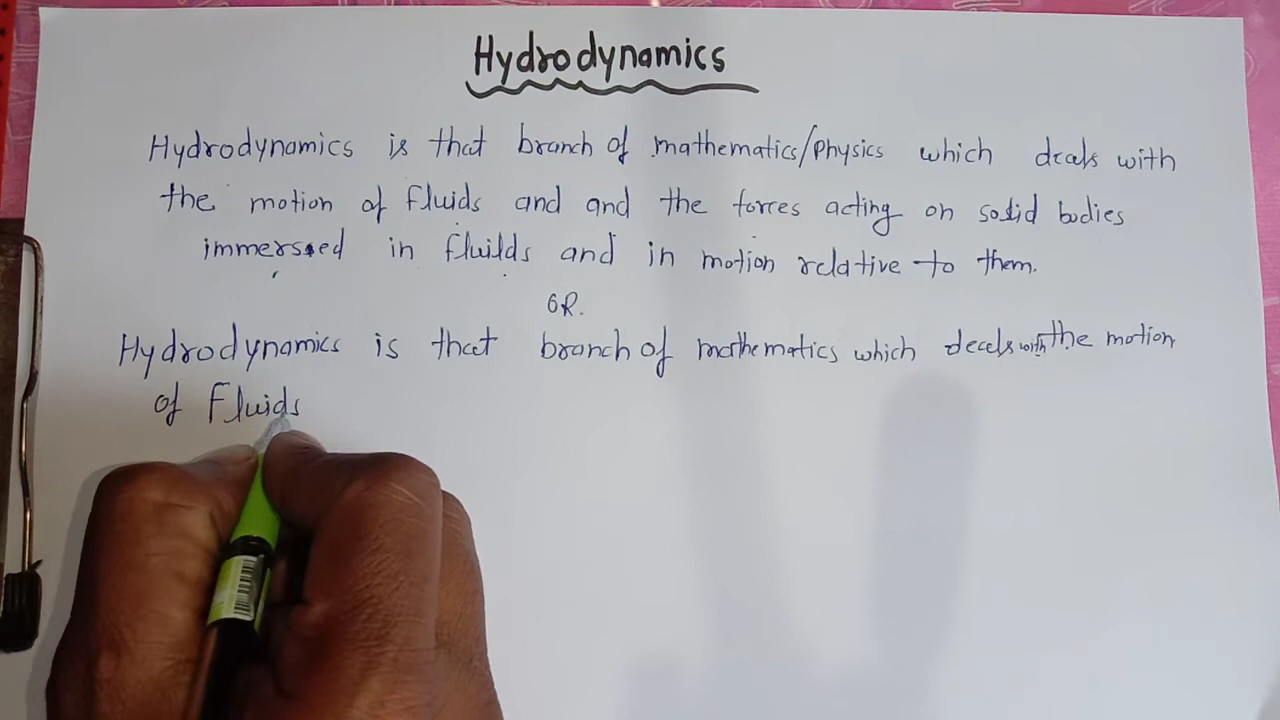 Hydrodynamics
Hydrodynamics is that branch of mathematics/Physics which deals with
the motion of fluids and and the forces acting on solid bodies
immersed in fluilds and in motion relative to them.
OR.
Hydrodynamics is that branch of mathematics which deals with the motion
of Fluids